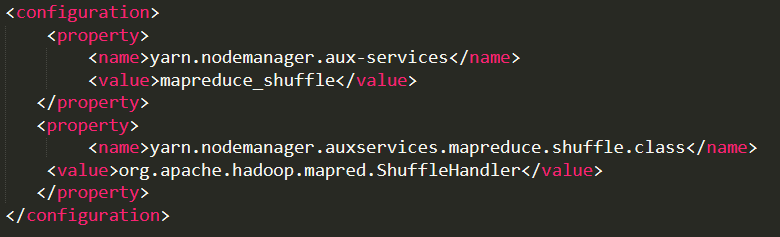 <configuration>
<property>
<name>yarn.nodemanager.aux-services</name>
<value>mapreduce_shuffle</value>
</property>
<property>
<name>yarn.nodemanager.auxservices.mapreduce.shuffle.class</name>
<value>org.apache.hadoop.mapred.ShuffleHandler</value>
</property>
</configuration>